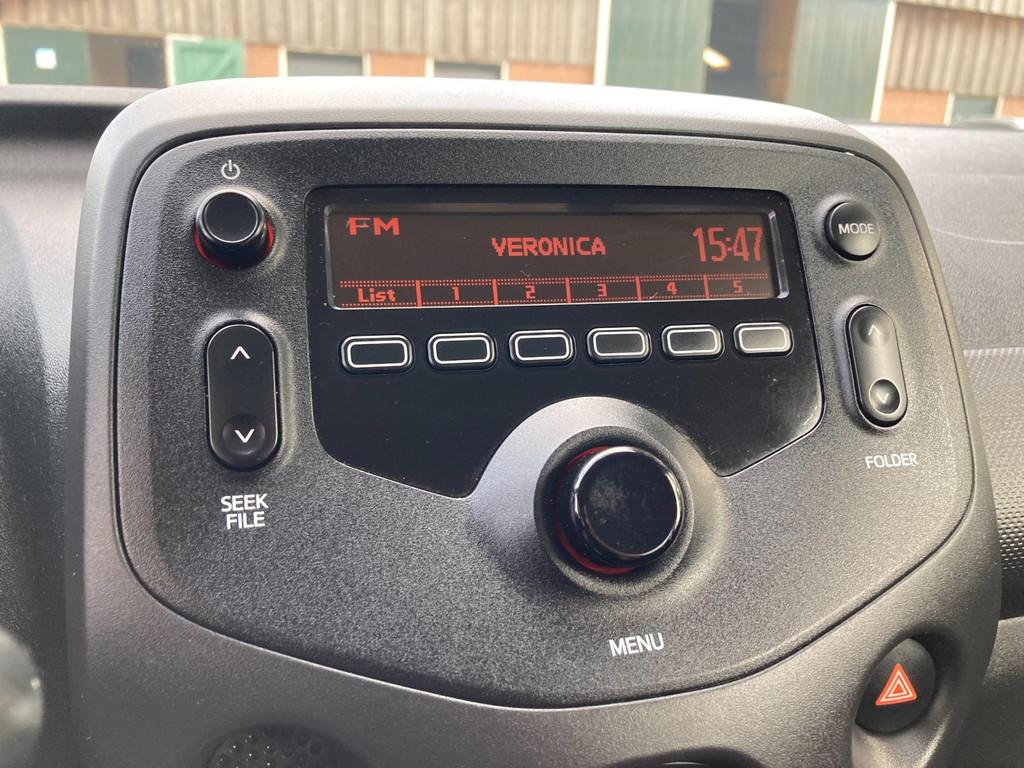 MODE
FM
VERONICA
15:47
List 1 2 3 4 5
SEEK
FILE
FOLDER
MENU